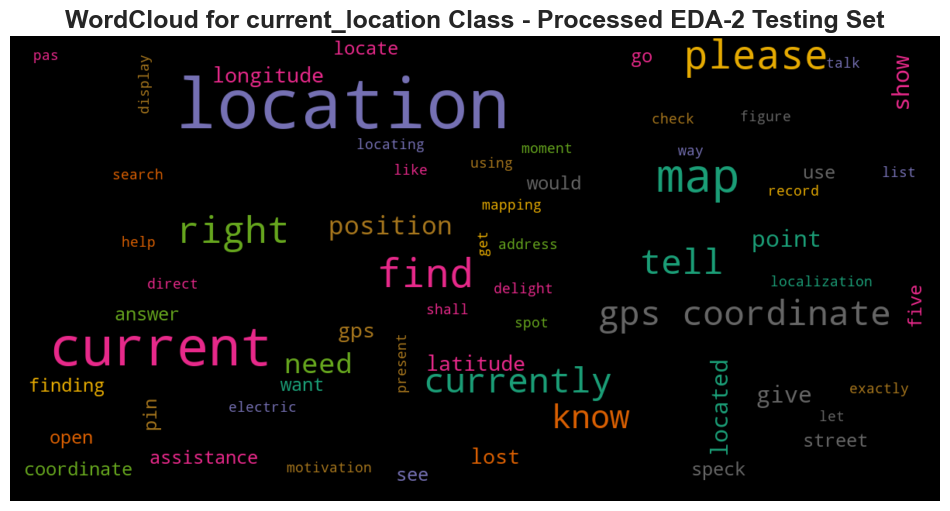 WordCloud for current_location Class - Processed EDA-2 Testing Set
pas
display
longitude
locate
location
go
please
talk
show
check
figure
locating
moment
way
search
like
using
would
map
use
list
record
mapping
right
position
help
get
address
point
tell
find
localization
direct
delight
five
answer
shall
spot
gps coordinate
current
gps
need
present
latitude
currently
finding
want
pin
electric
know
located
give
exactly
let
open
street
coordinate
assistance
motivation
see
lost
speck